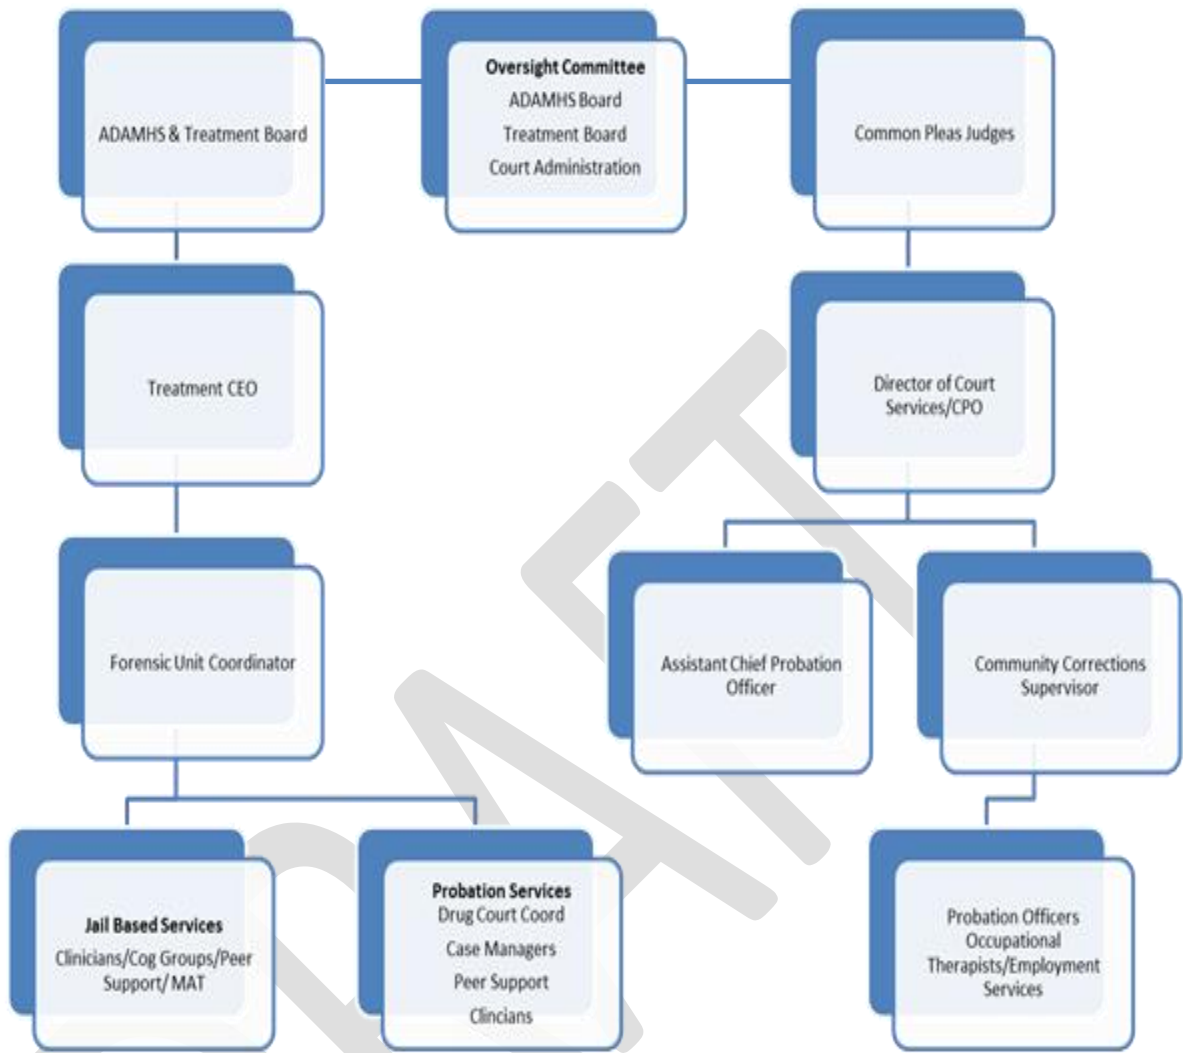 ADAMHS & Treatment Board
Oversight Committee
ADAMHS Board
Treatment Board
Court Administration
Common Pleas Judges
Treatment CEO
Director of Court
Services/CPO
Forensic Unit Coordinator
Assistant Chief Probation
Officer
Community Corrections
Supervisor
Jail Based Services
Clinicians/Cog Groups/Peer
Support/ MAT
Probation Services
Drug Court Coord
Case Managers
Peer Support
Clincians
Probation Officers
Occupational
Therapists/Employment
Services
DRAFT